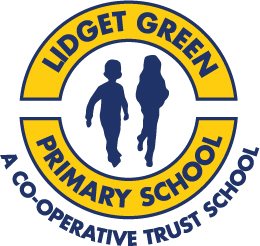 LIDGET GREEN
PRIMARY SCHOOL
A CO-OPERATIVE TRUST SCHOOL